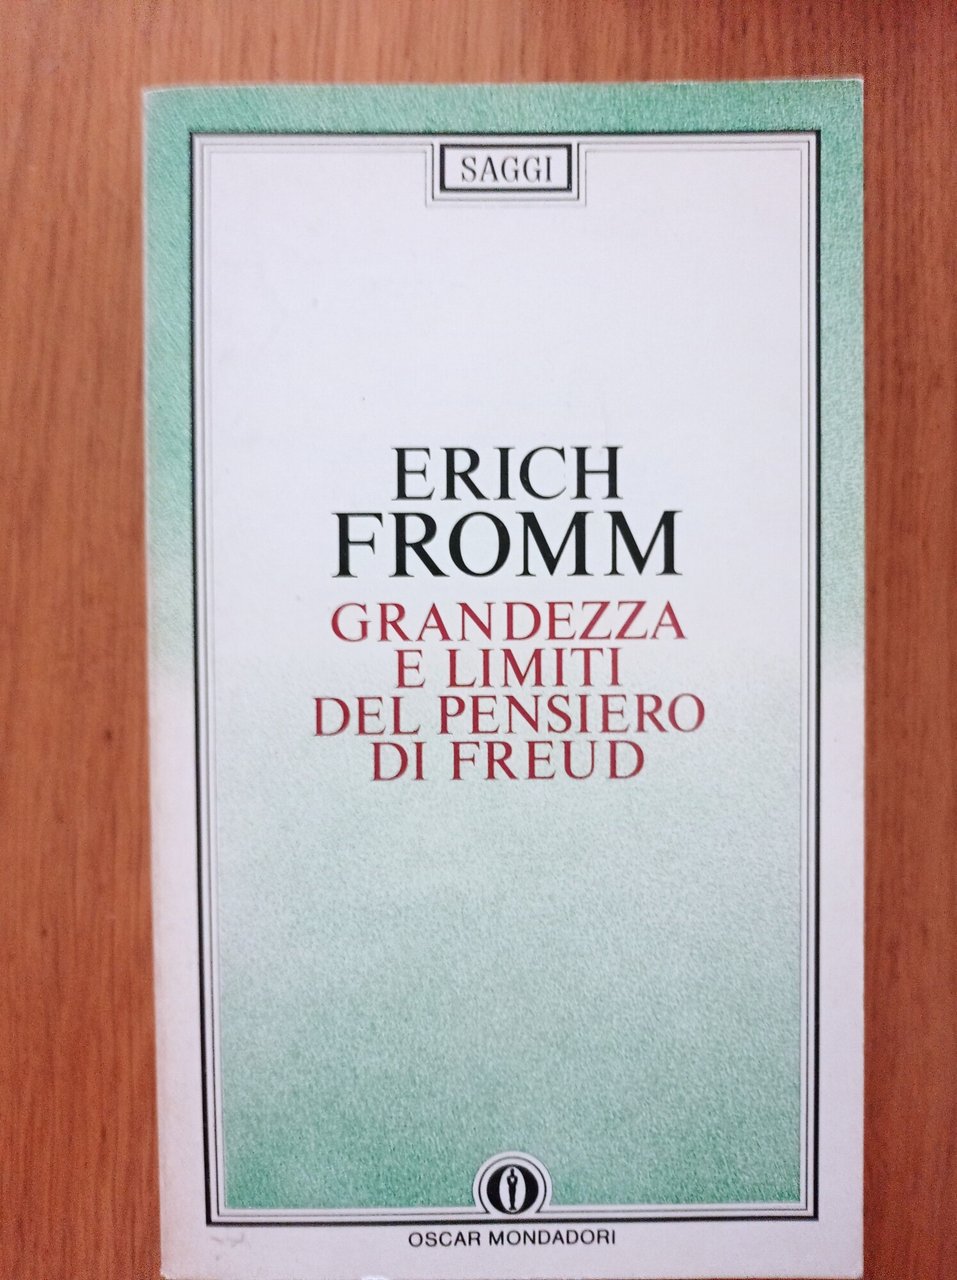 SAGGI
ERICH
FROMM
GRANDEZZA
E LIMITI
DEL PENSIERO
DI FREUD
OSCAR MONDADORI